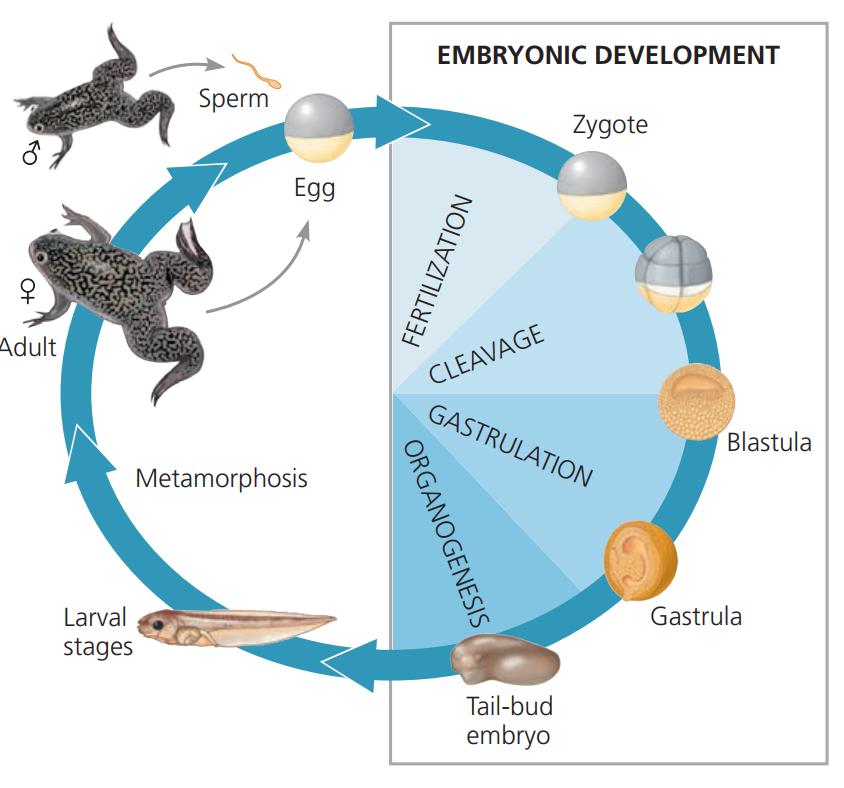 EMBRYONIC DEVELOPMENT
Sperm
♂
Egg
Zygote
FERTILIZATION
♀
Adult
CLEAVAGE
GASTRULATION
Blastula
ORGANOGENESIS
Metamorphosis
Gastrula
Larval
stages
Tail-bud
embryo